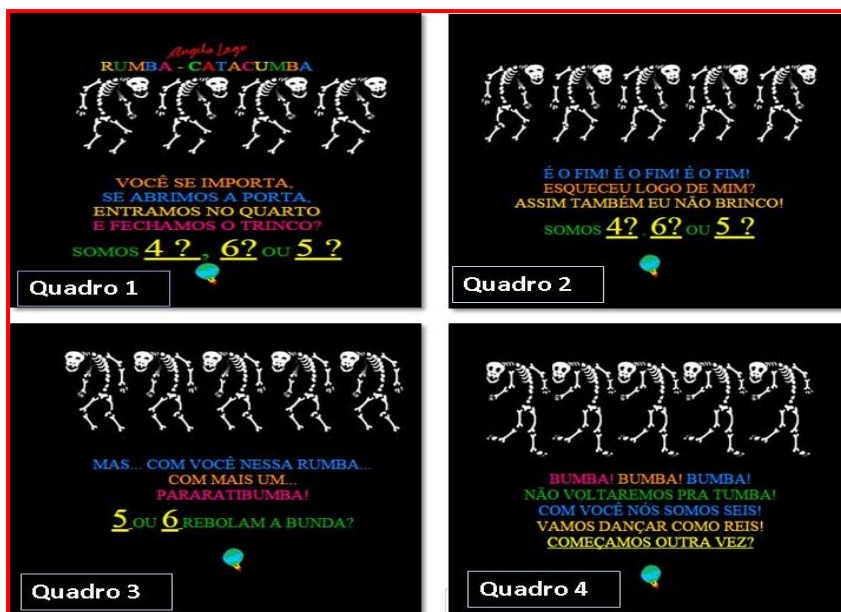 Angela Lago
RUMBA - CATACUMBA
VOCÊ SE IMPORTA,
SE ABRIMOS A PORTA,
ENTRAMOS NO QUARTO
E FECHAMOS O TRINCO?
SOMOS 4 ? , 6? OU 5 ?
Quadro 1
É O FIM! É O FIM! É O FIM!
ESQUECEU LOGO DE MIM?
ASSIM TAMBÉM EU NÃO BRINCO!
SOMOS 4? , 6? OU 5 ?
Quadro 2
MAS... COM VOCÊ NESSA RUMBA...
COM MAIS UM...
PARARATIBUMBA!
5 OU 6 REBOLAM A BUNDA?
Quadro 3
BUMBA! BUMBA! BUMBA!
NÃO VOLTAREMOS PRA TUMBA!
COM VOCÊ NÓS SOMOS SEIS!
VAMOS DANÇAR COMO REIS!
COMEÇAMOS OUTRA VEZ?
Quadro 4